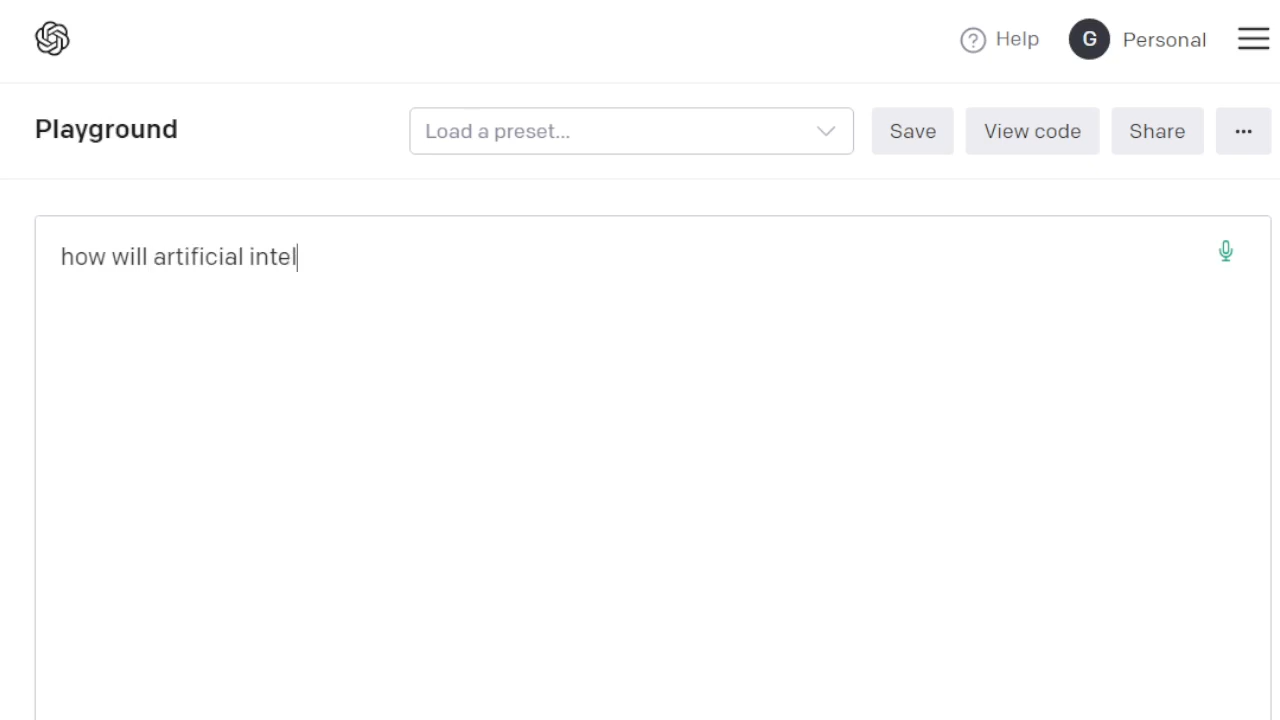 Help
G
Personal
Playground
Load a preset...
Save
View code
Share
...
how will artificial intel